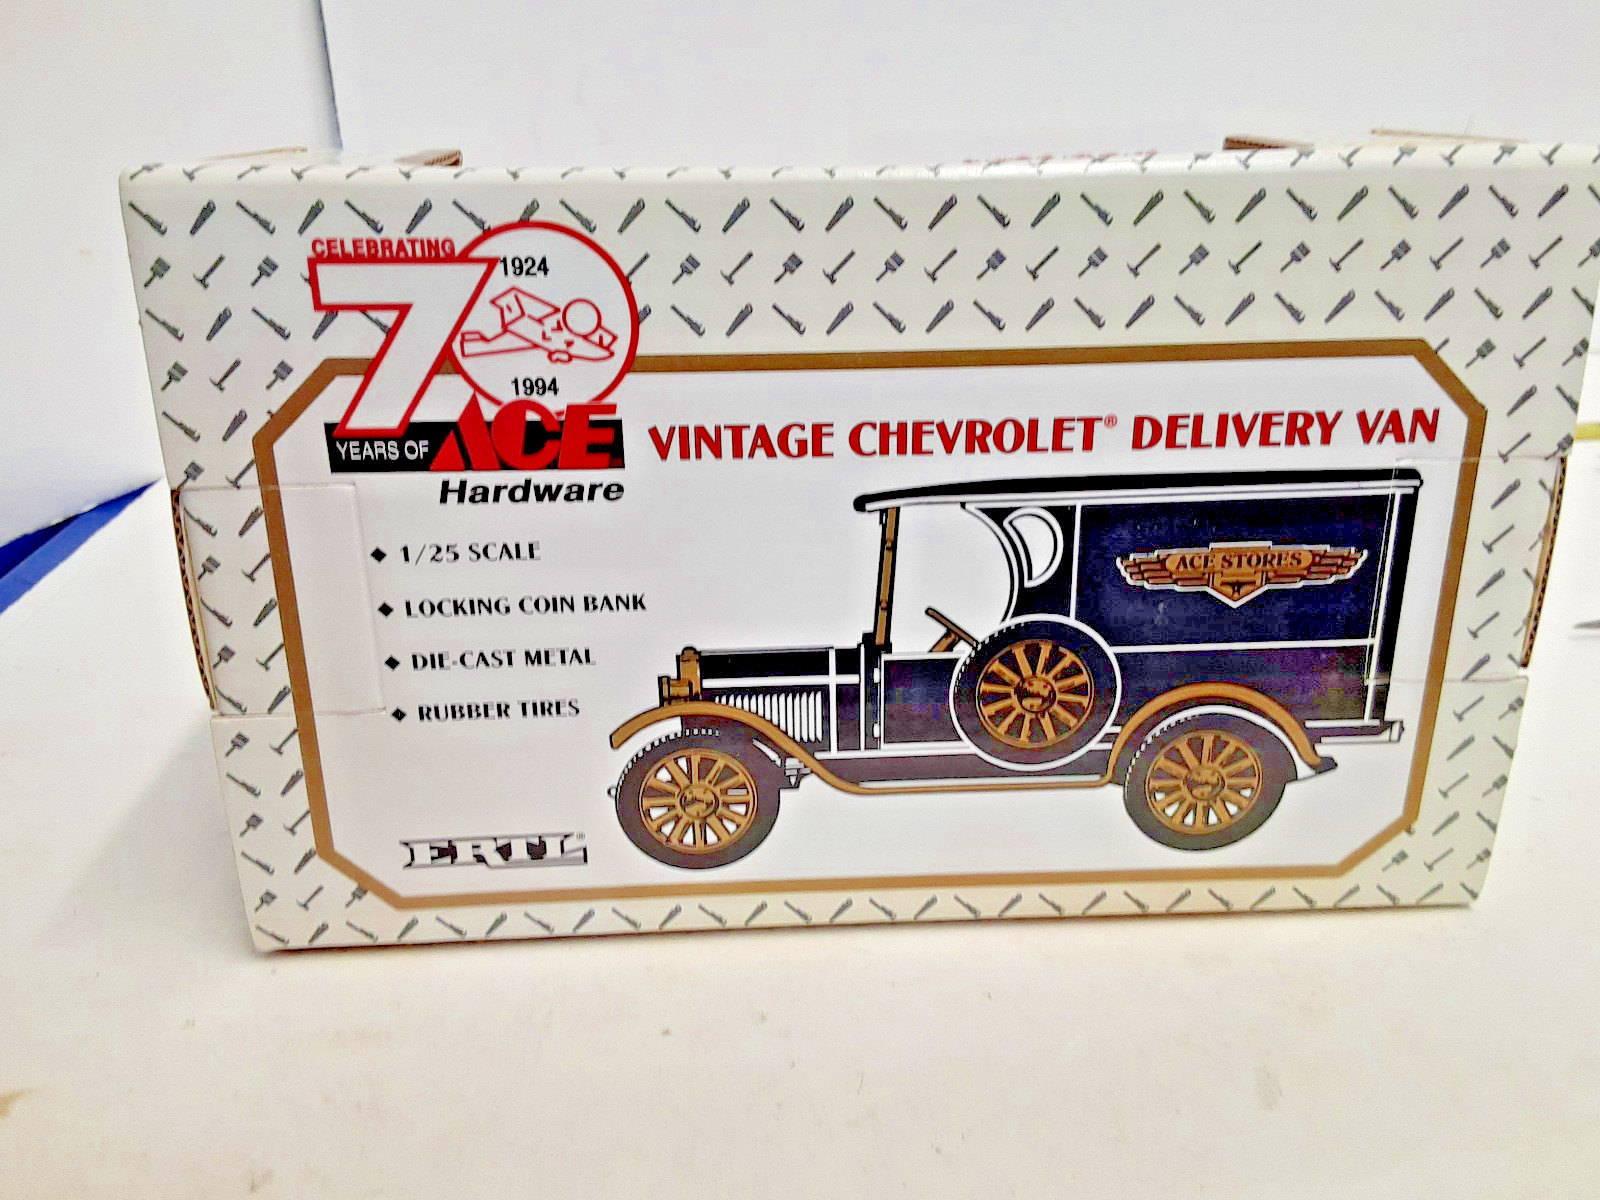 CELEBRATING
70
1924
1994
YEARS OF ACE
Hardware
VINTAGE CHEVROLET® DELIVERY VAN
◆ 1/25 SCALE
◆ LOCKING COIN BANK
◆ DIE-CAST METAL
◆ RUBBER TIRES
ACE STORES
ERTL®